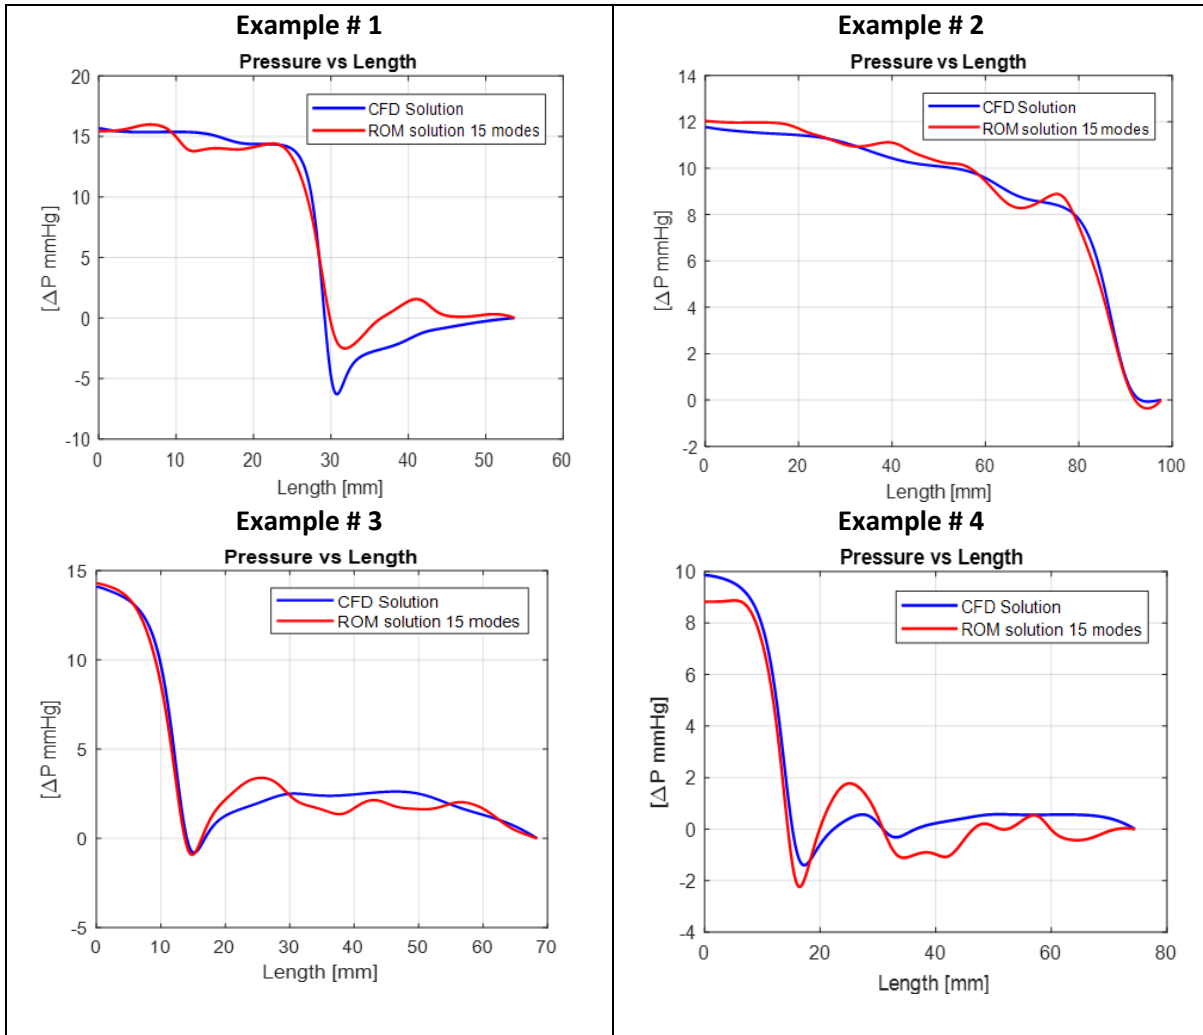 Example # 1
Pressure vs Length
20
15
10
5
0
-5
-10
[ΔP mmHg]
CFD Solution
ROM solution 15 modes
0 10 20 30 40 50 60
Length [mm]
Example # 2
Pressure vs Length
14
12
10
8
6
4
2
0
-2
[ΔP mmHg]
CFD Solution
ROM solution 15 modes
0 20 40 60 80 100
Length [mm]
Example # 3
Pressure vs Length
15
10
5
0
-5
[ΔP mmHg]
CFD Solution
ROM solution 15 modes
0 10 20 30 40 50 60 70
Length [mm]
Example # 4
Pressure vs Length
10
8
6
4
2
0
-2
-4
[ΔP mmHg]
CFD Solution
ROM solution 15 modes
0 20 40 60 80
Length [mm]